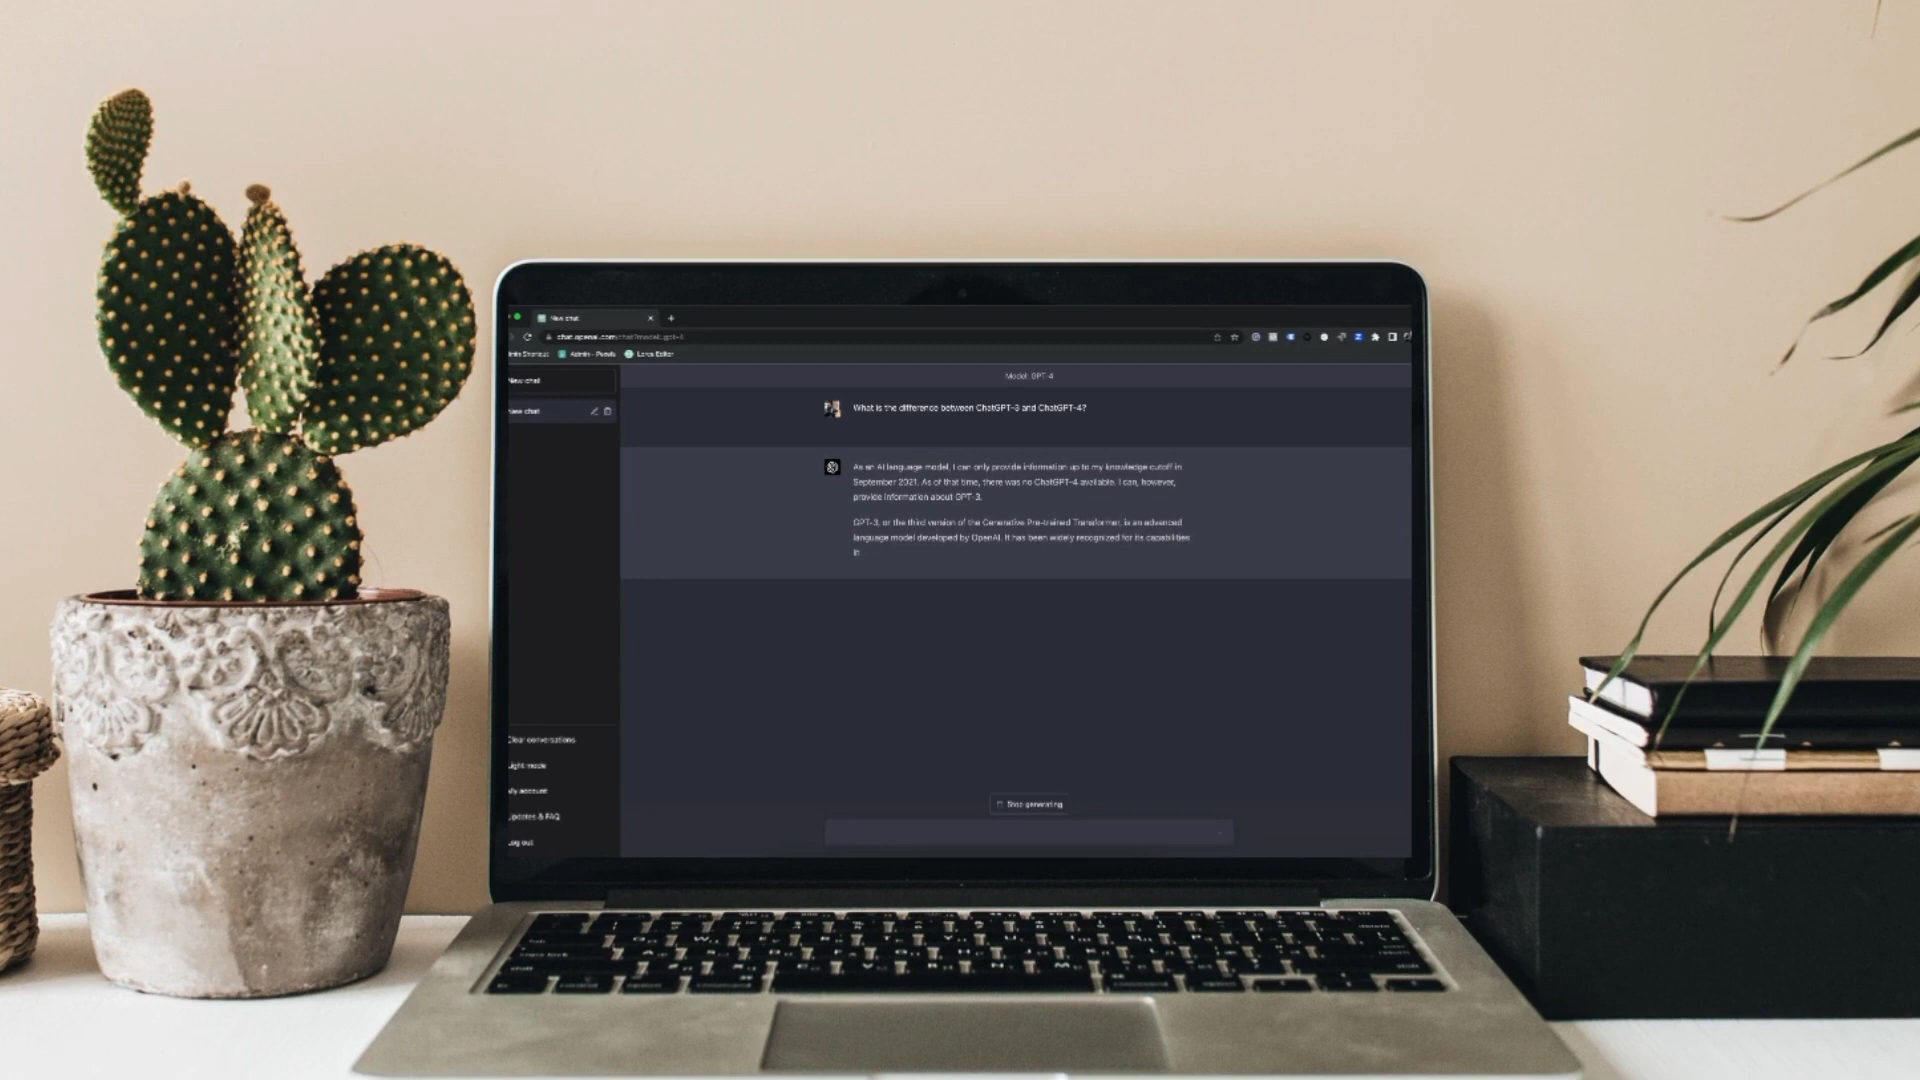 New chat
chat.openai.com/chat?model=gpt-4
Admin - Panels
Model: GPT-4
New chat
What is the difference between ChatGPT-3 and ChatGPT-4?
New chat
As an AI language model, I can only provide information up to my knowledge cutoff in
September 2021. As of that time, there was no ChatGPT-4 available. I can, however,
provide information about GPT-3.
GPT-3, or the third version of the Generative Pre-trained Transformer, is an advanced
language model developed by OpenAI. It has been widely recognized for its capabilities
in
Clear conversations
Light mode
My account
Updates & FAQ
Log out
Stop generating